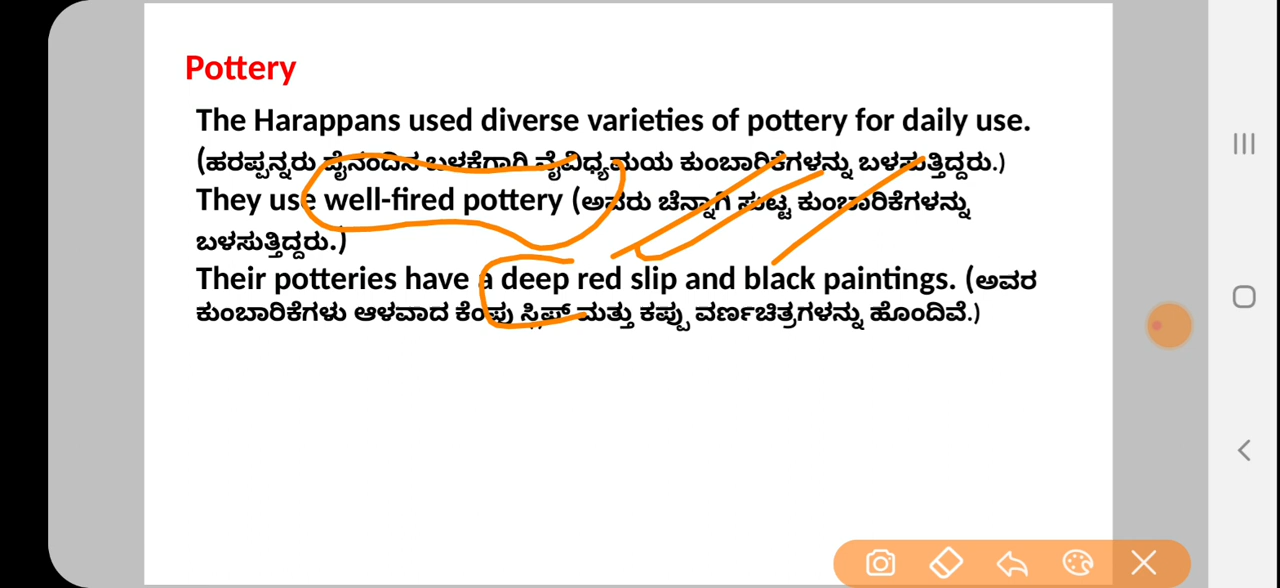 Pottery
The Harappans used diverse varieties of pottery for daily use.
(ಹರಪ್ಪನ್ನರು ದೈನಂದಿನ ಬಳಕೆಗಾಗಿ ವೈವಿಧ್ಯಮಯ ಕುಂಬಾರಿಕೆಗಳನ್ನು ಬಳಸುತ್ತಿದ್ದರು.)
They use well-fired pottery (ಅವರು ಚೆನ್ನಾಗಿ ಸುಟ್ಟ ಕುಂಬಾರಿಕೆಗಳನ್ನು
ಬಳಸುತ್ತಿದ್ದರು.)
Their potteries have a deep red slip and black paintings. (ಅವರ
ಕುಂಬಾರಿಕೆಗಳು ಆಳವಾದ ಕೆಂಪು ಸ್ಲಿಪ್ ಮತ್ತು ಕಪ್ಪು ವರ್ಣಚಿತ್ರಗಳನ್ನು ಹೊಂದಿವೆ.)